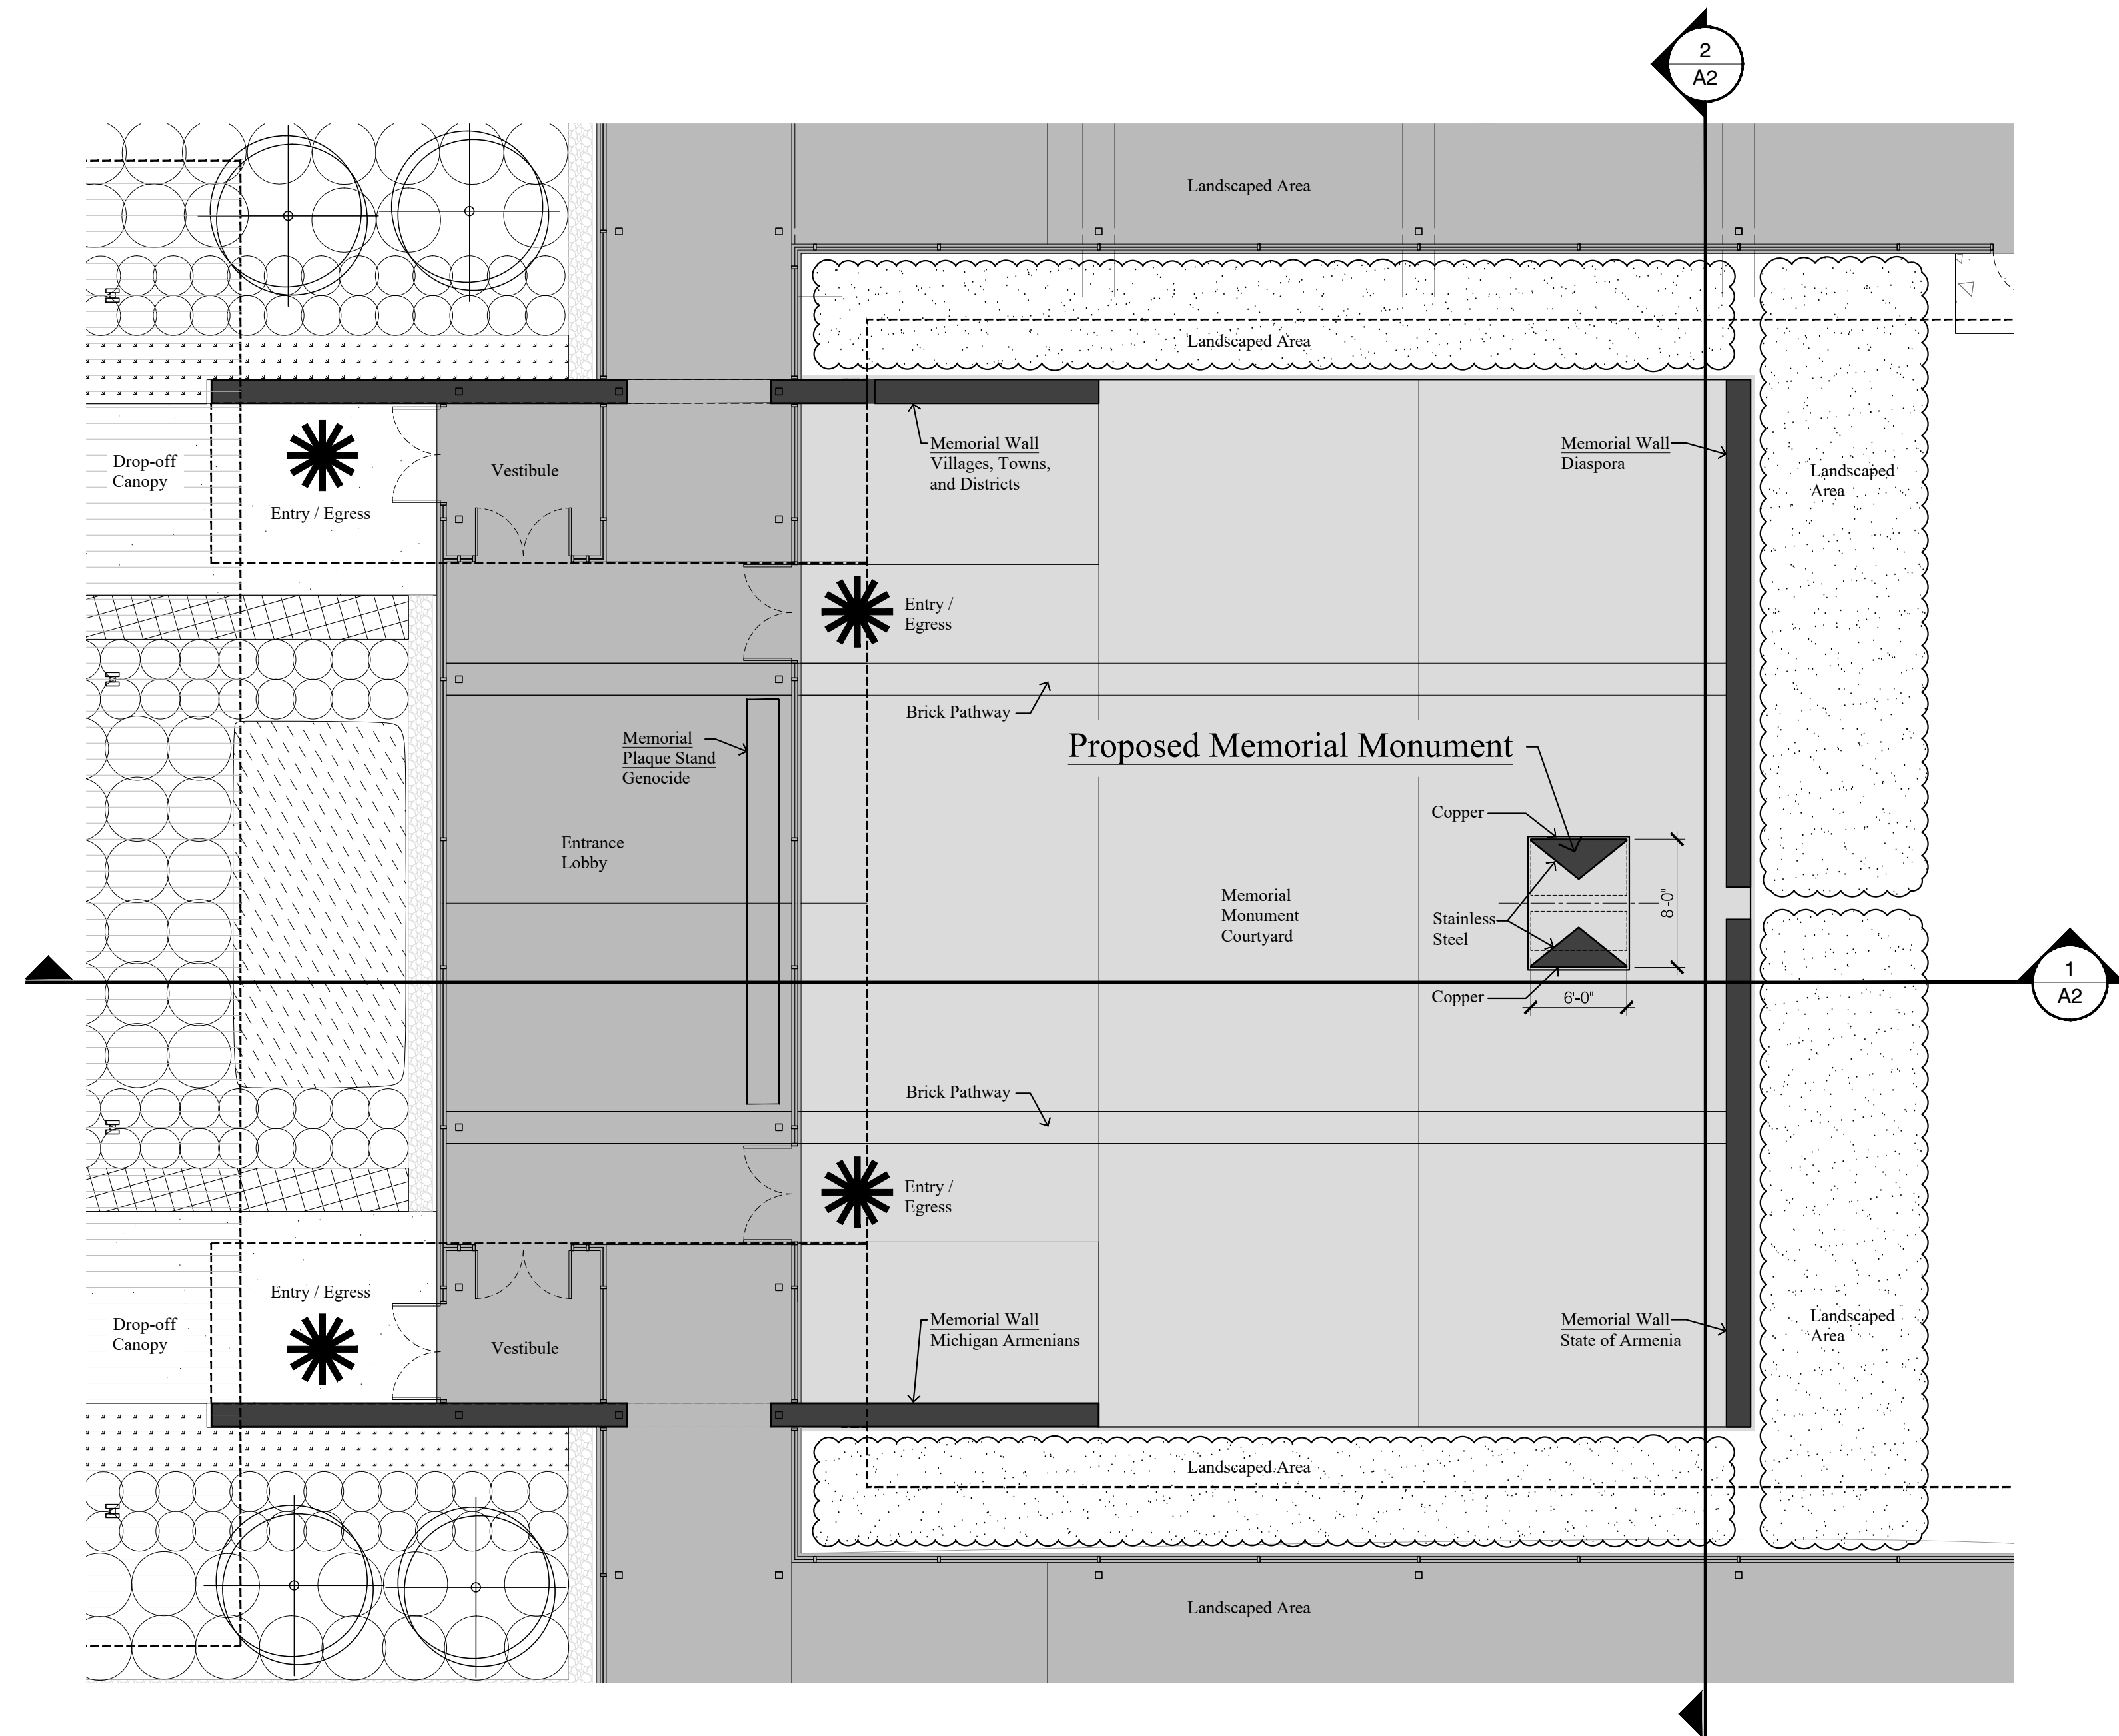 2
A2
Landscaped Area
Landscaped Area
Memorial Wall
Villages, Towns,
and Districts
Memorial Wall
Diaspora
Drop-off
Canopy
Vestibule
Landscaped
Area
Entry / Egress
Entry /
Egress
Brick Pathway
Memorial
Plaque Stand
Genocide
Proposed Memorial Monument
Copper
Entrance
Lobby
Memorial
Monument
Courtyard
Stainless
Steel
8'-0"
Copper
6'-0"
1
A2
Brick Pathway
Entry /
Egress
Entry / Egress
Drop-off
Canopy
Vestibule
Memorial Wall
Michigan Armenians
Memorial Wall
State of Armenia
Landscaped
Area
Landscaped Area
Landscaped Area